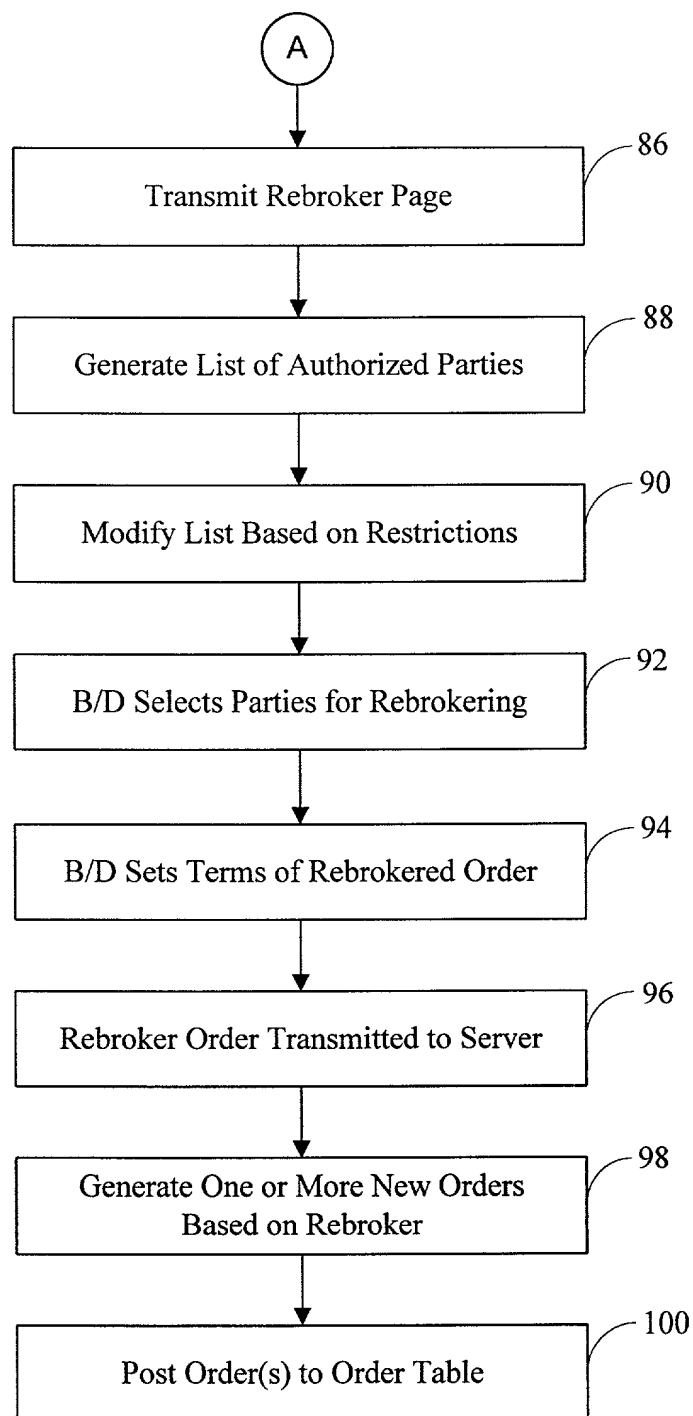 A
86
Transmit Rebroker Page
88
Generate List of Authorized Parties
90
Modify List Based on Restrictions
92
B/D Selects Parties for Rebrokering
94
B/D Sets Terms of Rebrokered Order
96
Rebroker Order Transmitted to Server
98
Generate One or More New Orders
Based on Rebroker
100
Post Order(s) to Order Table